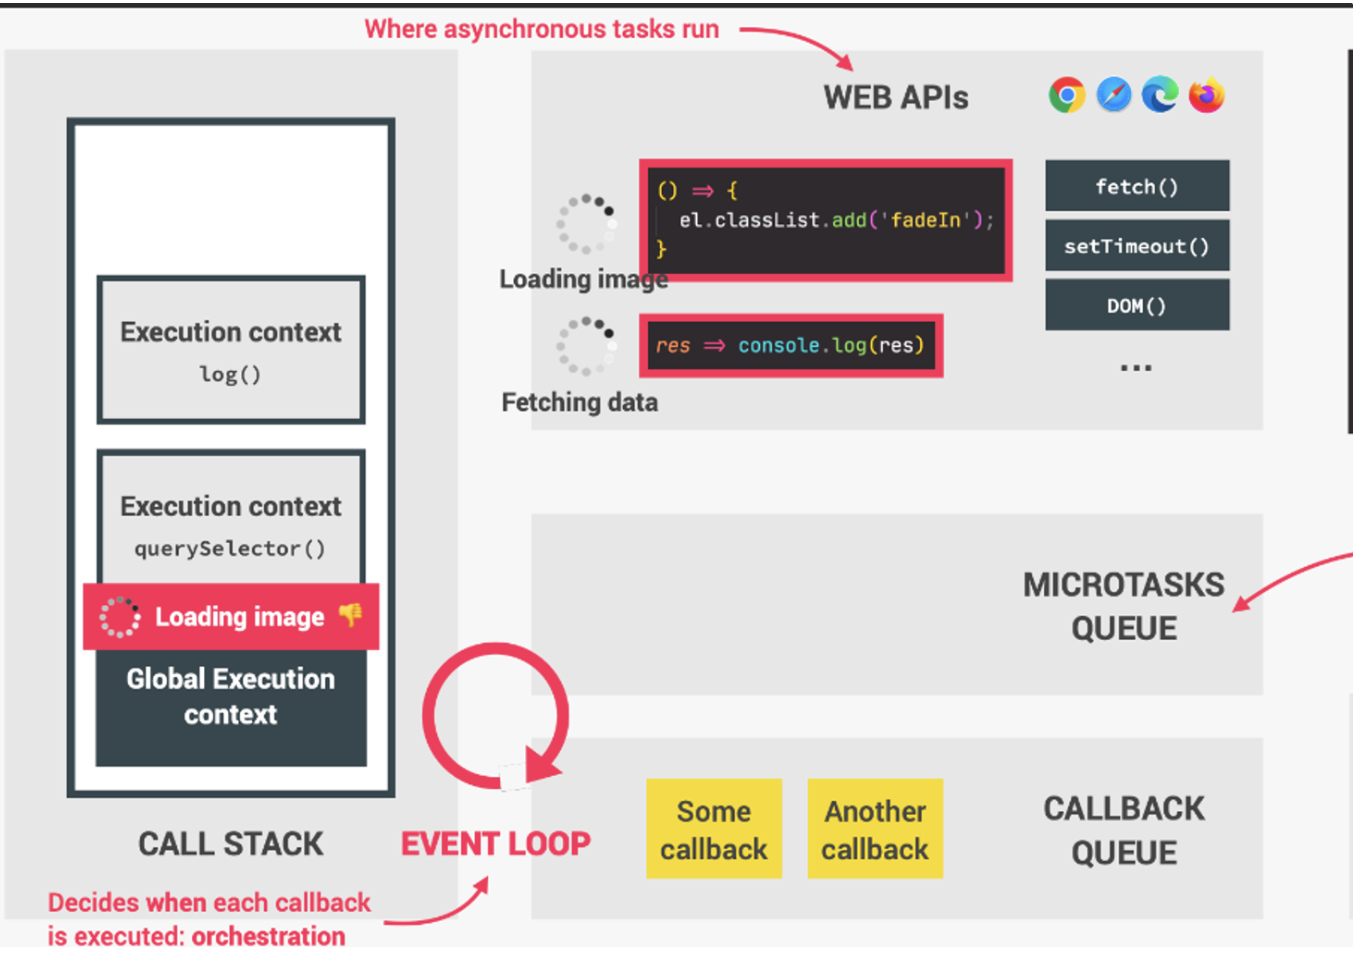 Where asynchronous tasks run
WEB APIs
() => {
el.classList.add('fadeIn');
}
Loading image
res => console.log(res)
Fetching data
fetch()
setTimeout()
DOM()
...
Execution context
log()
Execution context
querySelector()
Loading image 👎
Global Execution
context
CALL STACK
EVENT LOOP
Decides when each callback
is executed: orchestration
MICROTASKS
QUEUE
Some
callback
Another
callback
CALLBACK
QUEUE